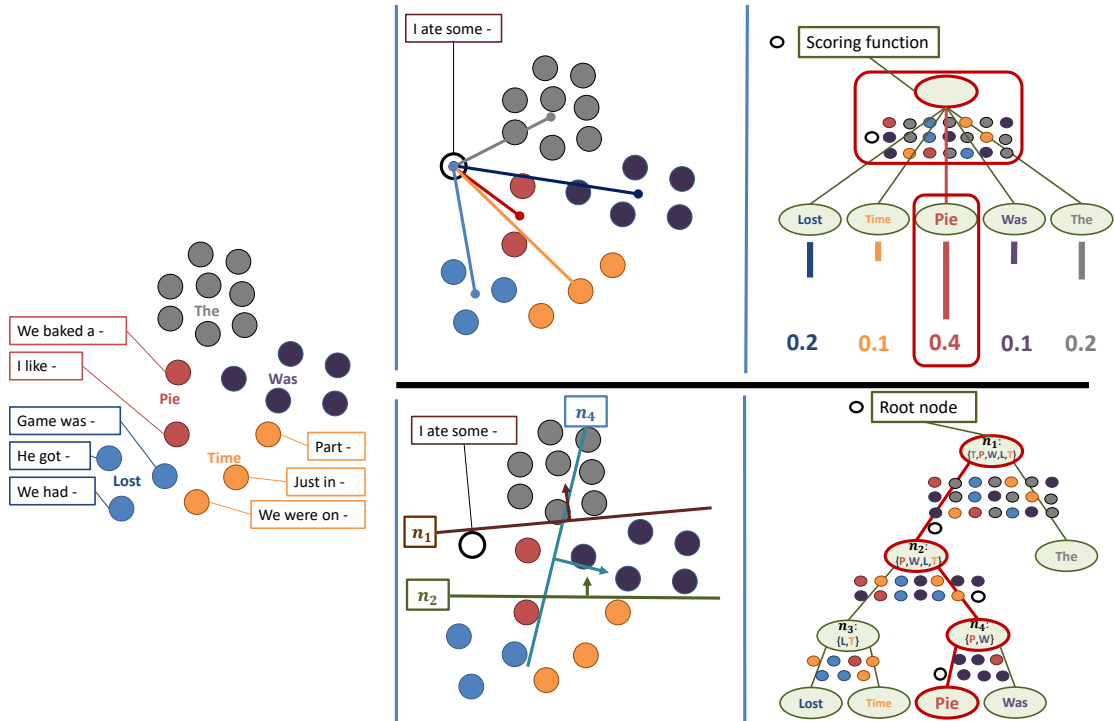 The
We baked a -
I like -
Pie
Was
Game was -
He got -
We had -
Lost
Time
Part -
Just in -
We were on -
I ate some -
Scoring function
Lost
Time
Pie
Was
The
0.2
0.1
0.4
0.1
0.2
I ate some -
n4
n1
n2
Root node
n1:
{T,P,W,L,T}
n2:
{P,W,L,T}
The
n3:
{L,T}
n4:
{P,W}
Lost
Time
Pie
Was